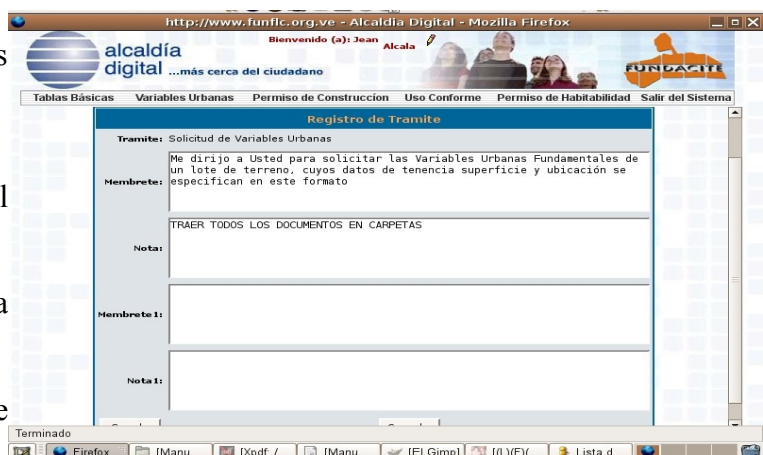 s
l
a
e
http://www.funflc.org.ve - Alcaldia Digital - Mozilla Firefox
alcaldía
digital ...más cerca del ciudadano
Bienvenido (a): Jean Alcala
FUNDACITE
Tablas Básicas Variables Urbanas Permiso de Construccion Uso Conforme Permiso de Habitabilidad Salir del Sistema
Registro de Tramite
Tramite: Solicitud de Variables Urbanas
Membrete: Me dirijo a Usted para solicitar las Variables Urbanas Fundamentales de
un lote de terreno, cuyos datos de tenencia superficie y ubicación se
especifican en este formato
Nota: TRAER TODOS LOS DOCUMENTOS EN CARPETAS
Membrete1:
Nota1:
Terminado
Firefox [Manu [Xpdf: / [Manu [El Gimp] Lista d